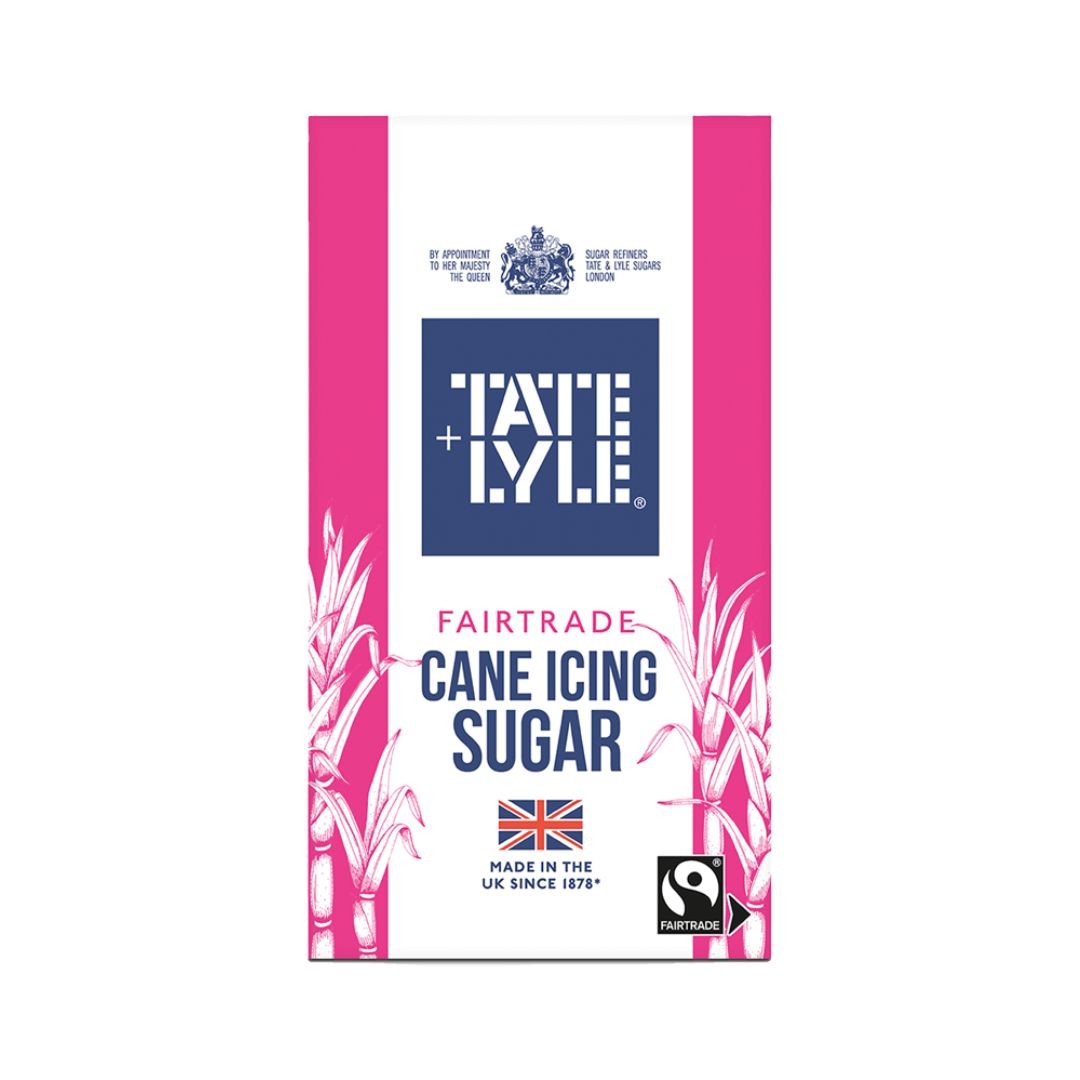 BY APPOINTMENT
TO HER MAJESTY
THE QUEEN
SUGAR REFINERS
TATE & LYLE SUGARS
LONDON
+TATE
LYLE®
FAIRTRADE
CANE ICING
SUGAR
MADE IN THE
UK SINCE 1878*
®
FAIRTRADE